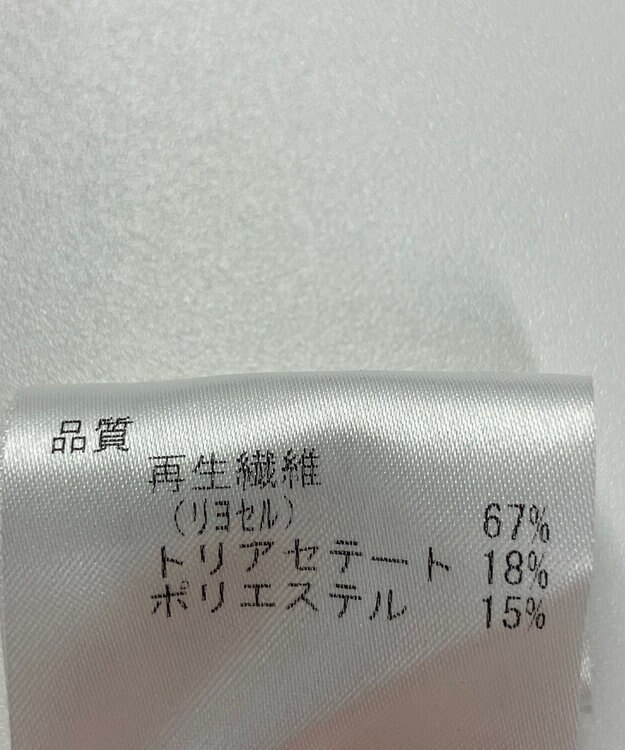 品質
再生繊維
(リヨセル) 67%
トリアセテート 18%
ポリエステル 15%